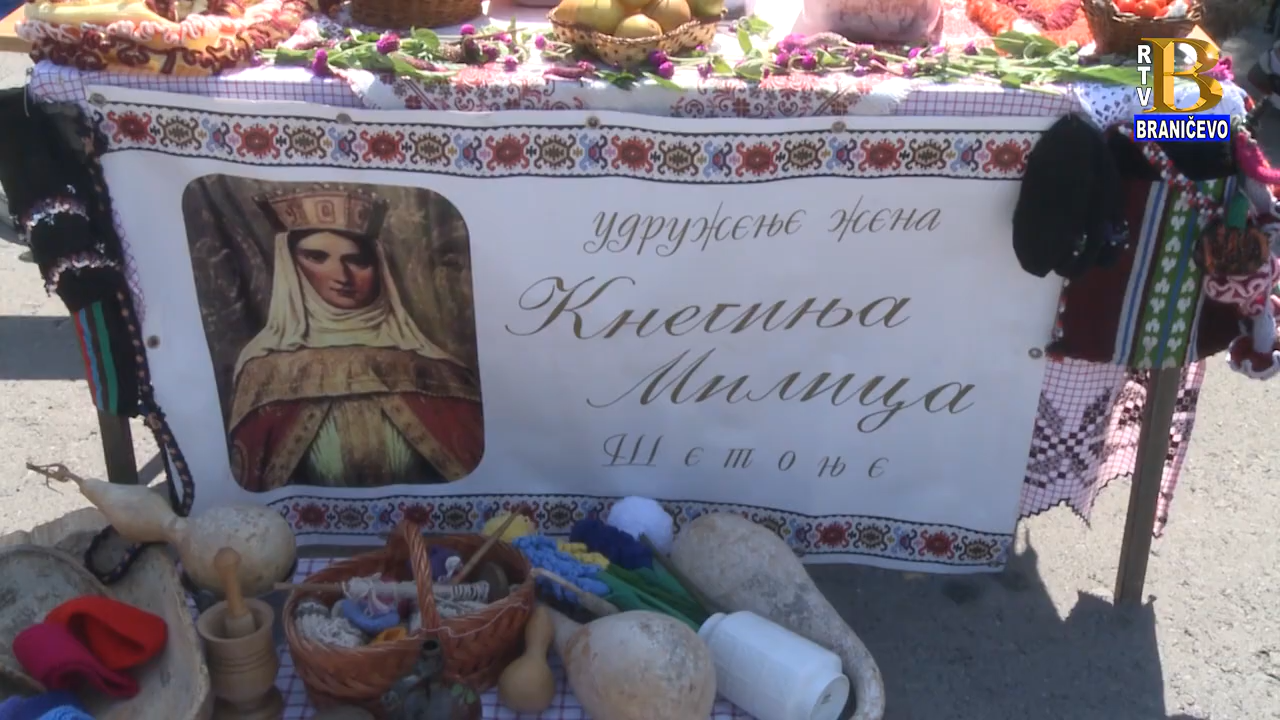 RTV B
BRANIČEVO
удружење жена
Кнегиња
Милица
Шетоње